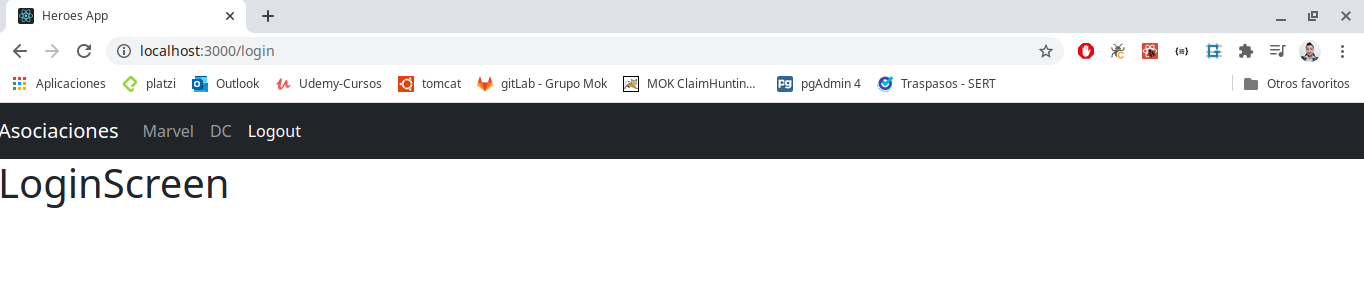 Heroes App
localhost:3000/login
Aplicaciones platzi Outlook Udemy-Cursos tomcat gitLab - Grupo Mok MOK ClaimHuntin... pgAdmin 4 Traspasos - SERT Otros favoritos
Asociaciones Marvel DC Logout
LoginScreen